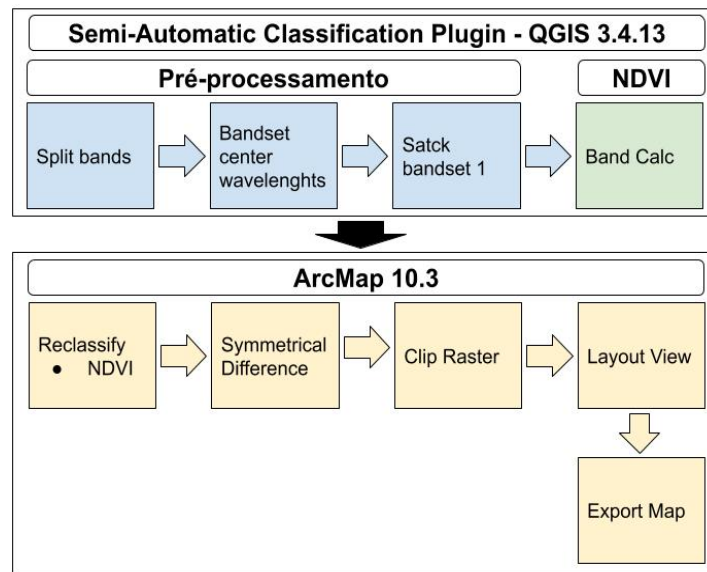 Semi-Automatic Classification Plugin - QGIS 3.4.13
Pré-processamento
NDVI
Split bands
Bandset
center
wavelenghts
Satck
bandset 1
Band Calc
ArcMap 10.3
Reclassify
● NDVI
Symmetrical
Difference
Clip Raster
Layout View
Export Map